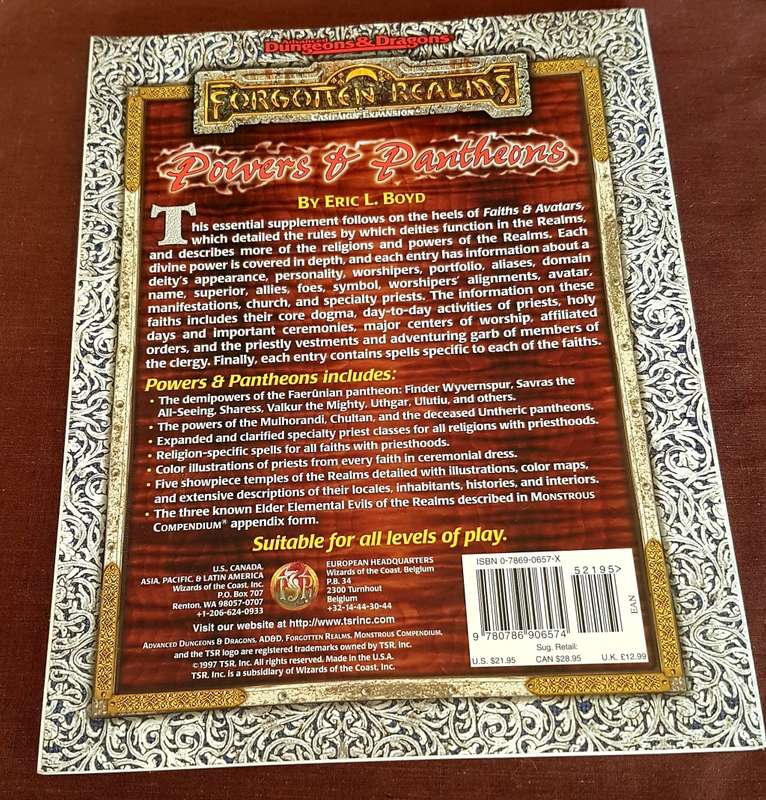 Advanced
Dungeons & Dragons
FORGOTTEN REALMS®
CAMPAIGN EXPANSION
Powers & Pantheons
BY ERIC L. BOYD
This essential supplement follows on the heels of Faiths & Avatars,
which detailed the rules by which deities function in the Realms,
and describes more of the religions and powers of the Realms. Each
divine power is covered in depth, and each entry has information about a
deity's appearance, personality, worshipers, portfolio, aliases, domain
name, superior, allies, foes, symbol, worshipers' alignments, avatar,
manifestations, church, and specialty priests. The information on these
faiths includes their core dogma, day-to-day activities of priests, holy
days and important ceremonies, major centers of worship, affiliated
orders, and the priestly vestments and adventuring garb of members of
the clergy. Finally, each entry contains spells specific to each of the faiths.
Powers & Pantheons includes:
• The demipowers of the Faerûnian pantheon: Finder Wyvernspur, Savras the
All-Seeing, Sharess, Valkur the Mighty, Uthgar, Ulutiu, and others.
• The powers of the Mulhorandi, Chultan, and the deceased Untheric pantheons.
• Expanded and clarified specialty priest classes for all religions with priesthoods.
• Religion-specific spells for all faiths with priesthoods.
• Color illustrations of priests from every faith in ceremonial dress.
• Five showpiece temples of the Realms detailed with illustrations, color maps,
and extensive descriptions of their locales, inhabitants, histories, and interiors.
• The three known Elder Elemental Evils of the Realms described in MONSTROUS
COMPENDIUM® appendix form.
Suitable for all levels of play.
U.S., CANADA,
ASIA, PACIFIC, & LATIN AMERICA
Wizards of the Coast, Inc.
P.O. Box 707
Renton, WA 98057-0707
+1-206-624-0933
TSR
EUROPEAN HEADQUARTERS
Wizards of the Coast, Belgium
P.B. 34
2300 Turnhout
Belgium
+32-14-44-30-44
Visit our website at http://www.tsrinc.com
ADVANCED DUNGEONS & DRAGONS, AD&D, FORGOTTEN REALMS, MONSTROUS COMPENDIUM,
and the TSR logo are registered trademarks owned by TSR, Inc.
©1997 TSR, Inc. All rights reserved. Made in the U.S.A.
TSR, Inc. is a subsidiary of Wizards of the Coast, Inc.
ISBN 0-7869-0657-X
52195>
EAN
9 780786 906574
Sug. Retail:
U.S. $21.95 CAN $28.95 U.K. £12.99